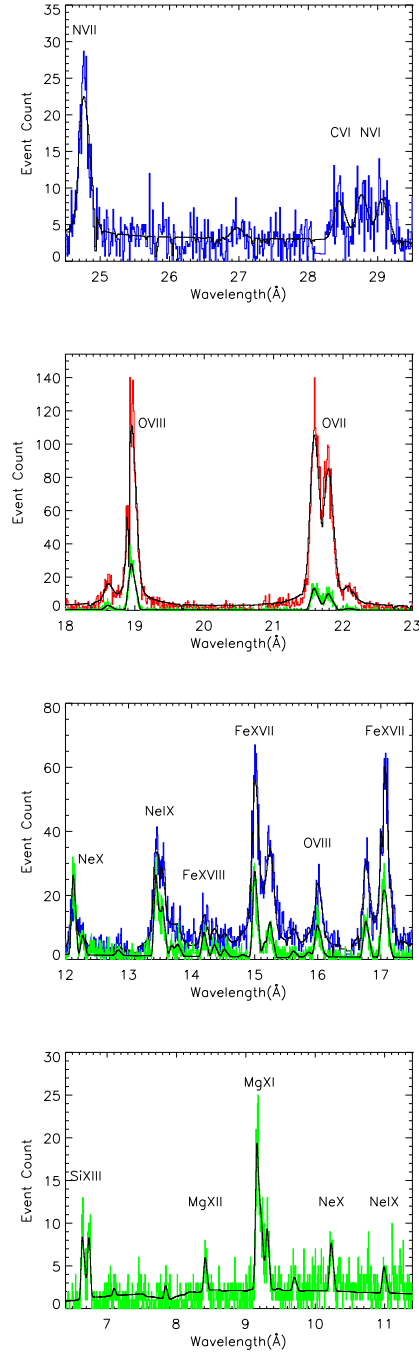 NVII
CVI NVI
35
30
25
20
15
10
5
0
Event Count
25 26 27 28 29
Wavelength(Å)
OVIII OVII
140
120
100
80
60
40
20
0
Event Count
18 19 20 21 22 23
Wavelength(Å)
FeXVII FeXVII
NeIX
OVIII
NeX FeXVIII
80
60
40
20
0
Event Count
12 13 14 15 16 17
Wavelength(Å)
MgXI
SiXIII MgXII NeX NeIX
30
25
20
15
10
5
0
Event Count
7 8 9 10 11
Wavelength(Å)